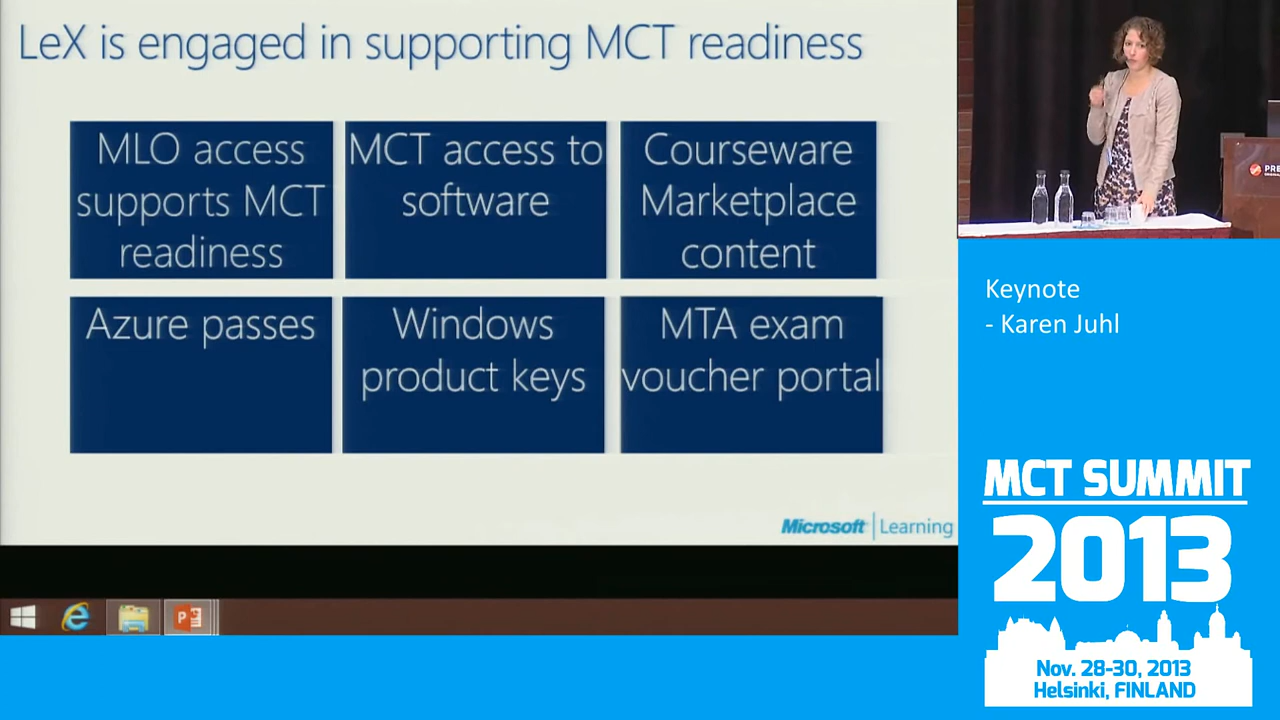 LeX is engaged in supporting MCT readiness
MLO access
supports MCT
readiness
MCT access to
software
Courseware
Marketplace
content
Azure passes
Windows
product keys
MTA exam
voucher portal
Microsoft | Learning
Keynote
- Karen Juhl
MCT SUMMIT
2013
Nov. 28-30, 2013
Helsinki, FINLAND